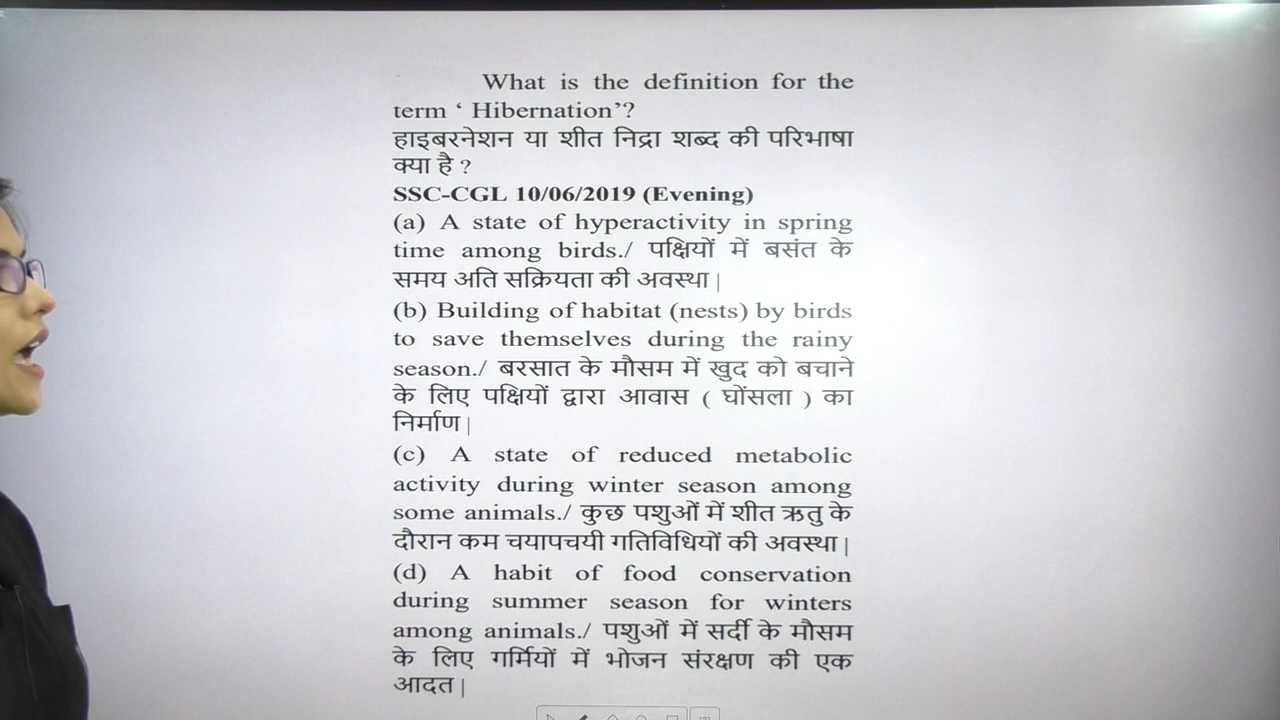 What is the definition for the
term ‘ Hibernation’?
हाइबरनेशन या शीत निद्रा शब्द की परिभाषा
क्या है ?
SSC-CGL 10/06/2019 (Evening)
(a) A state of hyperactivity in spring
time among birds./ पक्षियों में बसंत के
समय अति सक्रियता की अवस्था |
(b) Building of habitat (nests) by birds
to save themselves during the rainy
season./ बरसात के मौसम में खुद को बचाने
के लिए पक्षियों द्वारा आवास ( घोंसला ) का
निर्माण |
(c) A state of reduced metabolic
activity during winter season among
some animals./ कुछ पशुओं में शीत ऋतु के
दौरान कम चयापचयी गतिविधियों की अवस्था |
(d) A habit of food conservation
during summer season for winters
among animals./ पशुओं में सर्दी के मौसम
के लिए गर्मियों में भोजन संरक्षण की एक
आदत |